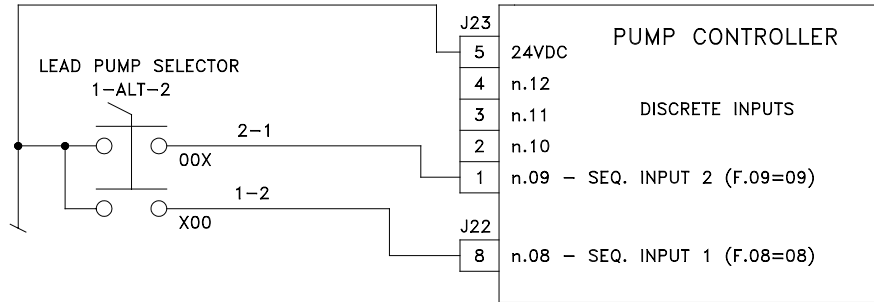 J23
PUMP CONTROLLER
5 24VDC
LEAD PUMP SELECTOR
1-ALT-2
4 n.12
3 n.11
DISCRETE INPUTS
2-1
2 n.10
OOX
1 n.09 - SEQ. INPUT 2 (F.09=09)
1-2
XOO
J22
8 n.08 - SEQ. INPUT 1 (F.08=08)